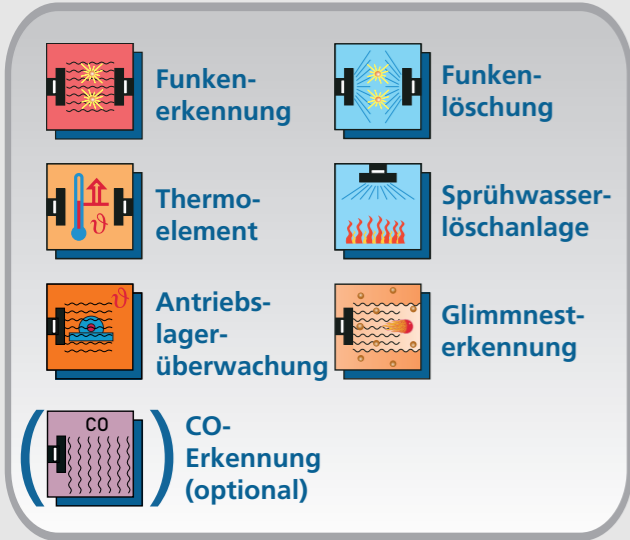 Funken-
erkennung
Funken-
löschung
ϑ
Thermo-
element
Sprühwasser-
löschanlage
ϑ
Antriebs-
lager-
überwachung
Glimmnest-
erkennung
(
CO
)
CO-
Erkennung
(optional)